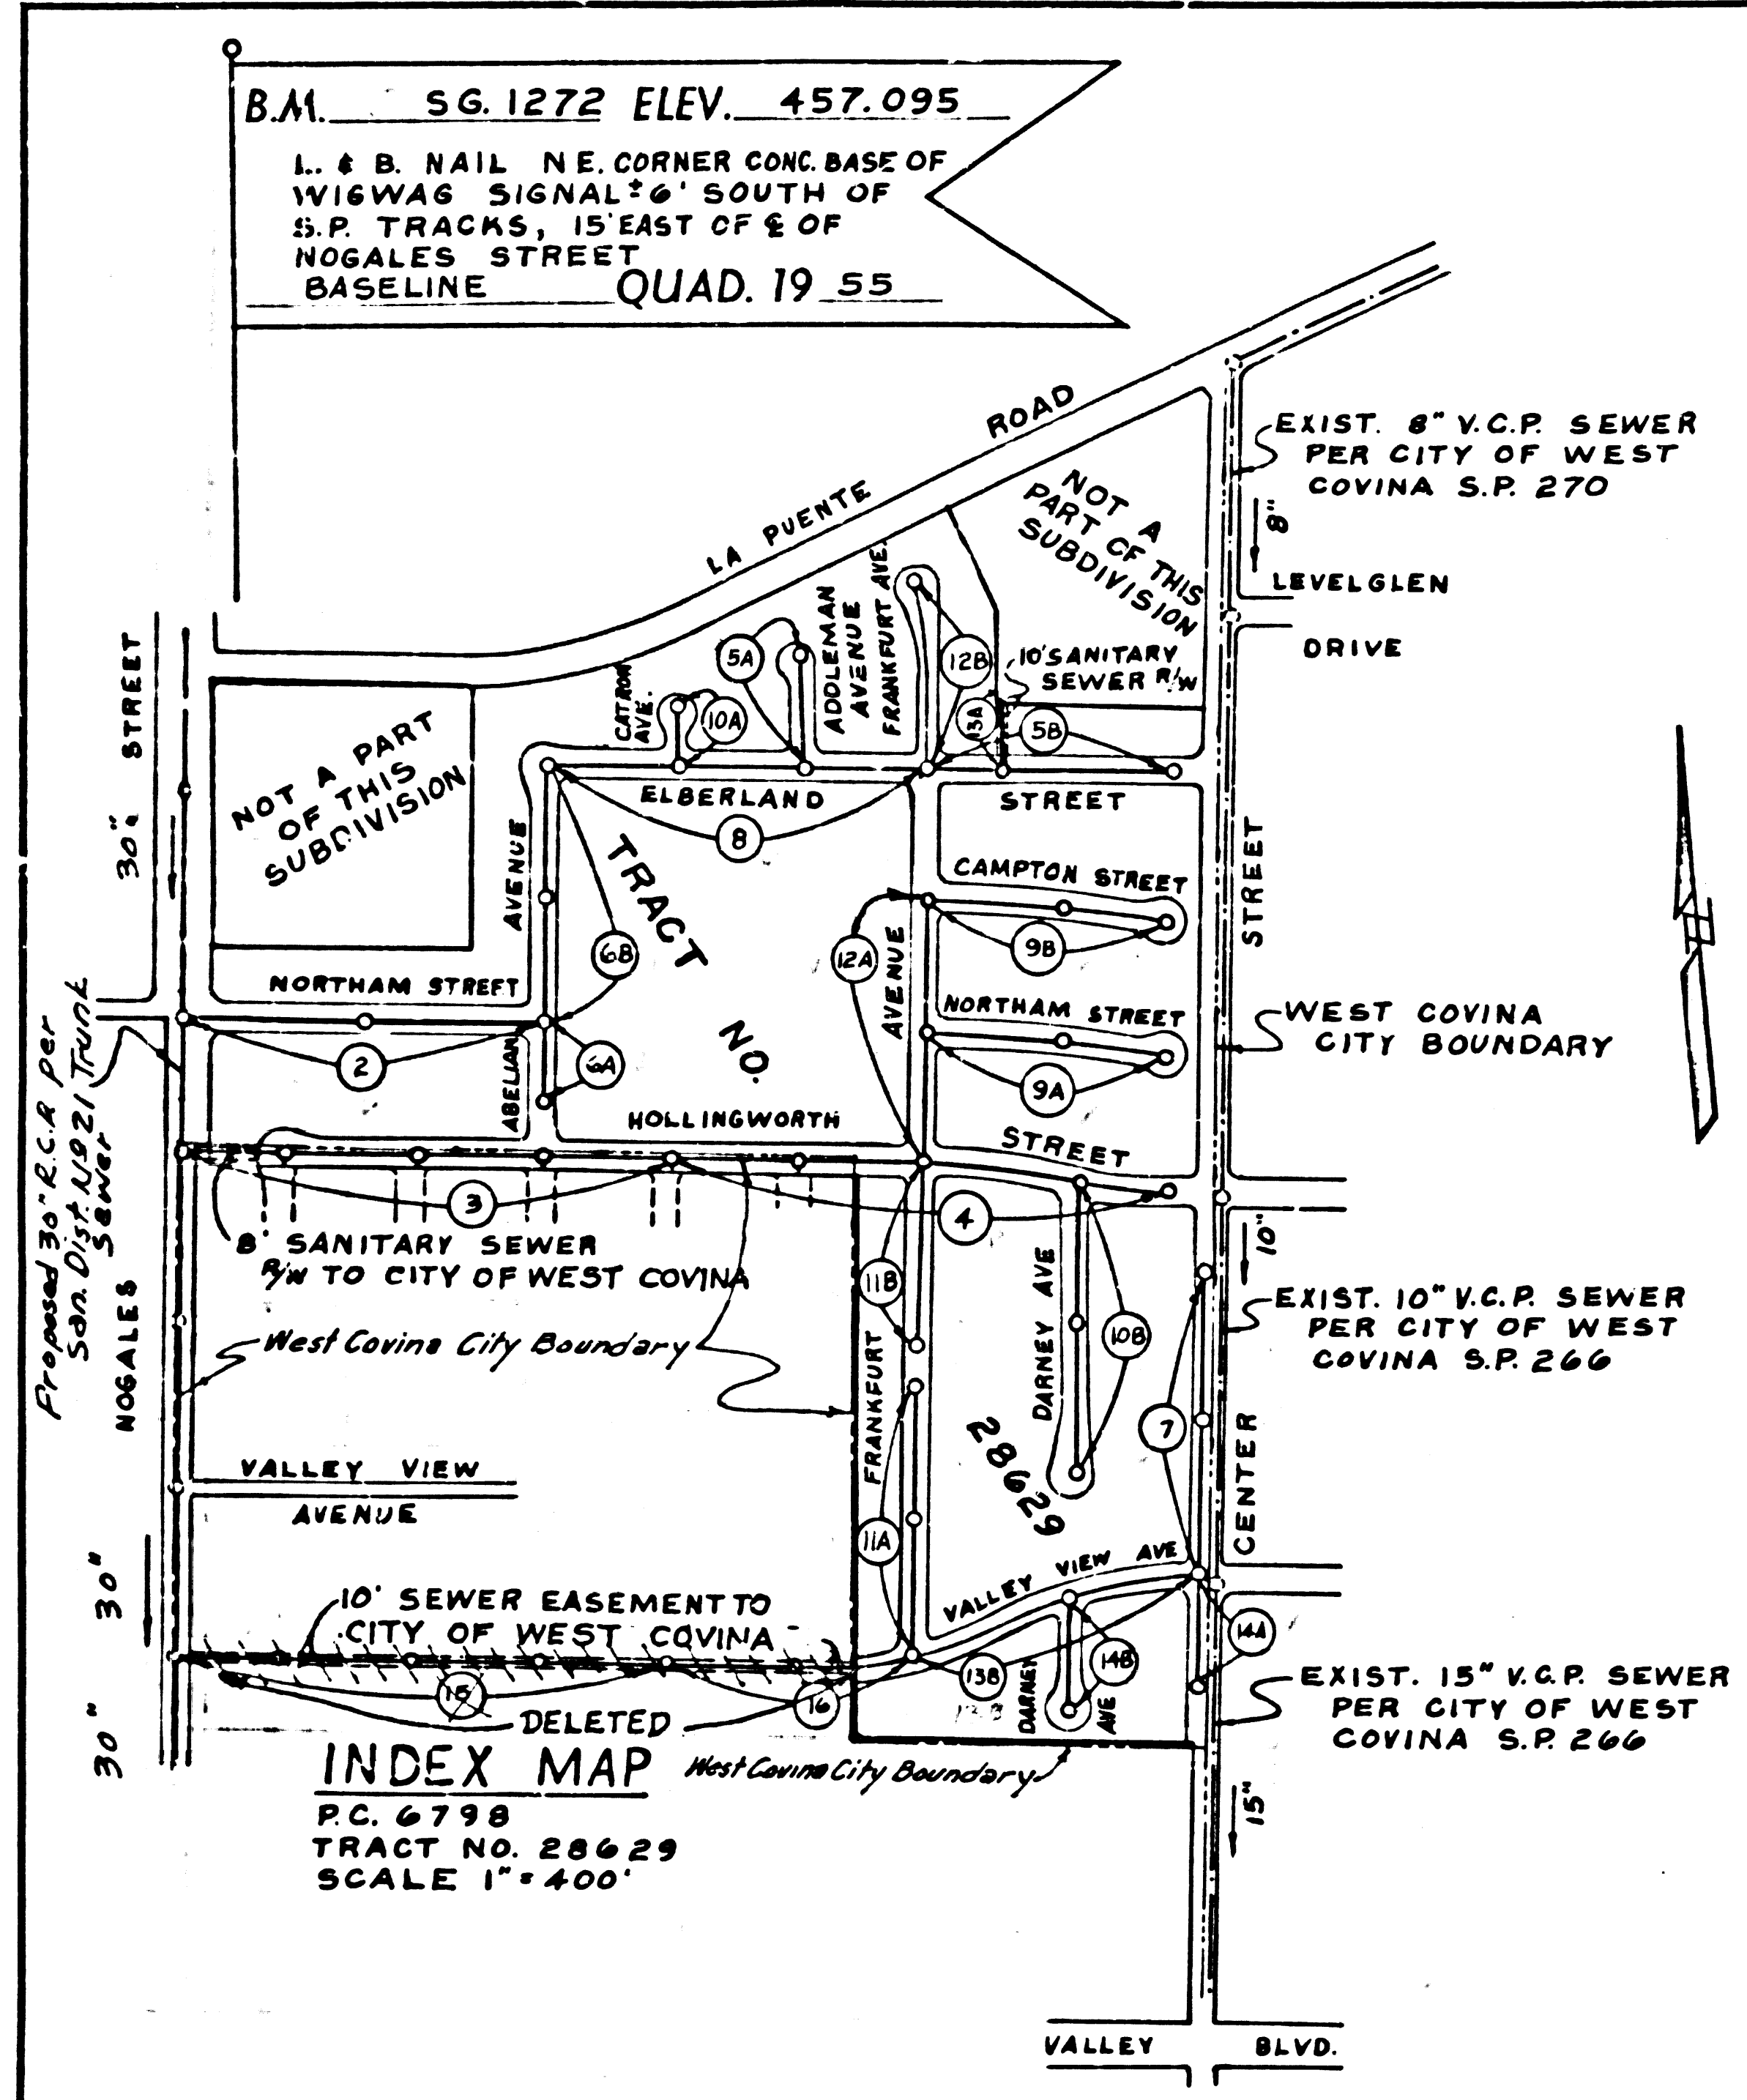 B.M. SG. 1272 ELEV. 457.095
L. & B. NAIL NE. CORNER CONC. BASE OF
WIGWAG SIGNAL ±6' SOUTH OF
S.P. TRACKS, 15' EAST OF ℄ OF
NOGALES STREET
BASELINE QUAD. 19 55
LA PUENTE ROAD
EXIST. 8" V.C.P. SEWER
PER CITY OF WEST
COVINA S.P. 270
8"
NOT A
PART OF THIS
SUBDIVISION
LEVELGLEN
DRIVE
STREET
30"
CATRON
AVE.
10A
5A
ADDLEMAN
AVENUE
FRANKFURT AVE.
12B
10' SANITARY
SEWER R/W
13A
5B
NOT A PART
OF THIS
SUBDIVISION
ELBERLAND STREET
8
TRACT
NO.
28629
AVENUE
ABELIAN
6B
6A
12A
AVENUE
CAMPTON STREET
9B
STREET
NORTHAM STREET
2
NORTHAM STREET
9A
WEST COVINA
CITY BOUNDARY
Proposed 30" R.C.P. per
San. Dist. No 21 Trunk
Sewer
HOLLINGWORTH STREET
3
4
8' SANITARY SEWER
R/W TO CITY OF WEST COVINA
10"
EXIST. 10" V.C.P. SEWER
PER CITY OF WEST
COVINA S.P. 266
West Covina City Boundary
NOGALES
11B
FRANKFURT
11A
DARNEY AVE
10B
7
CENTER
VALLEY VIEW
AVENUE
VALLEY VIEW AVE
30"
10' SEWER EASEMENT TO
CITY OF WEST COVINA
15
16
13B
13B
DARNEY
AVE
14B
14A
30"
DELETED
EXIST. 15" V.C.P. SEWER
PER CITY OF WEST
COVINA S.P. 266
INDEX MAP
West Covina City Boundary
P.C. 6798
TRACT NO. 28629
SCALE 1" = 400'
15"
VALLEY BLVD.